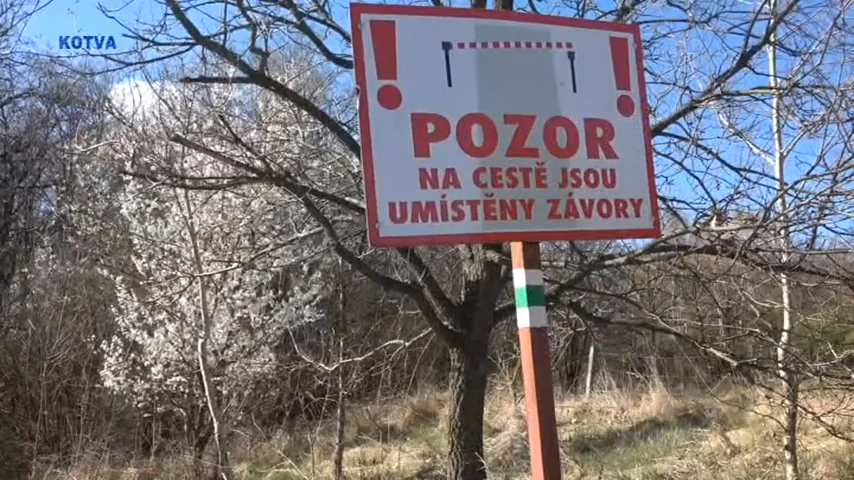 KOTVA
! !
POZOR
NA CESTĚ JSOU
UMÍSTĚNY ZÁVORY